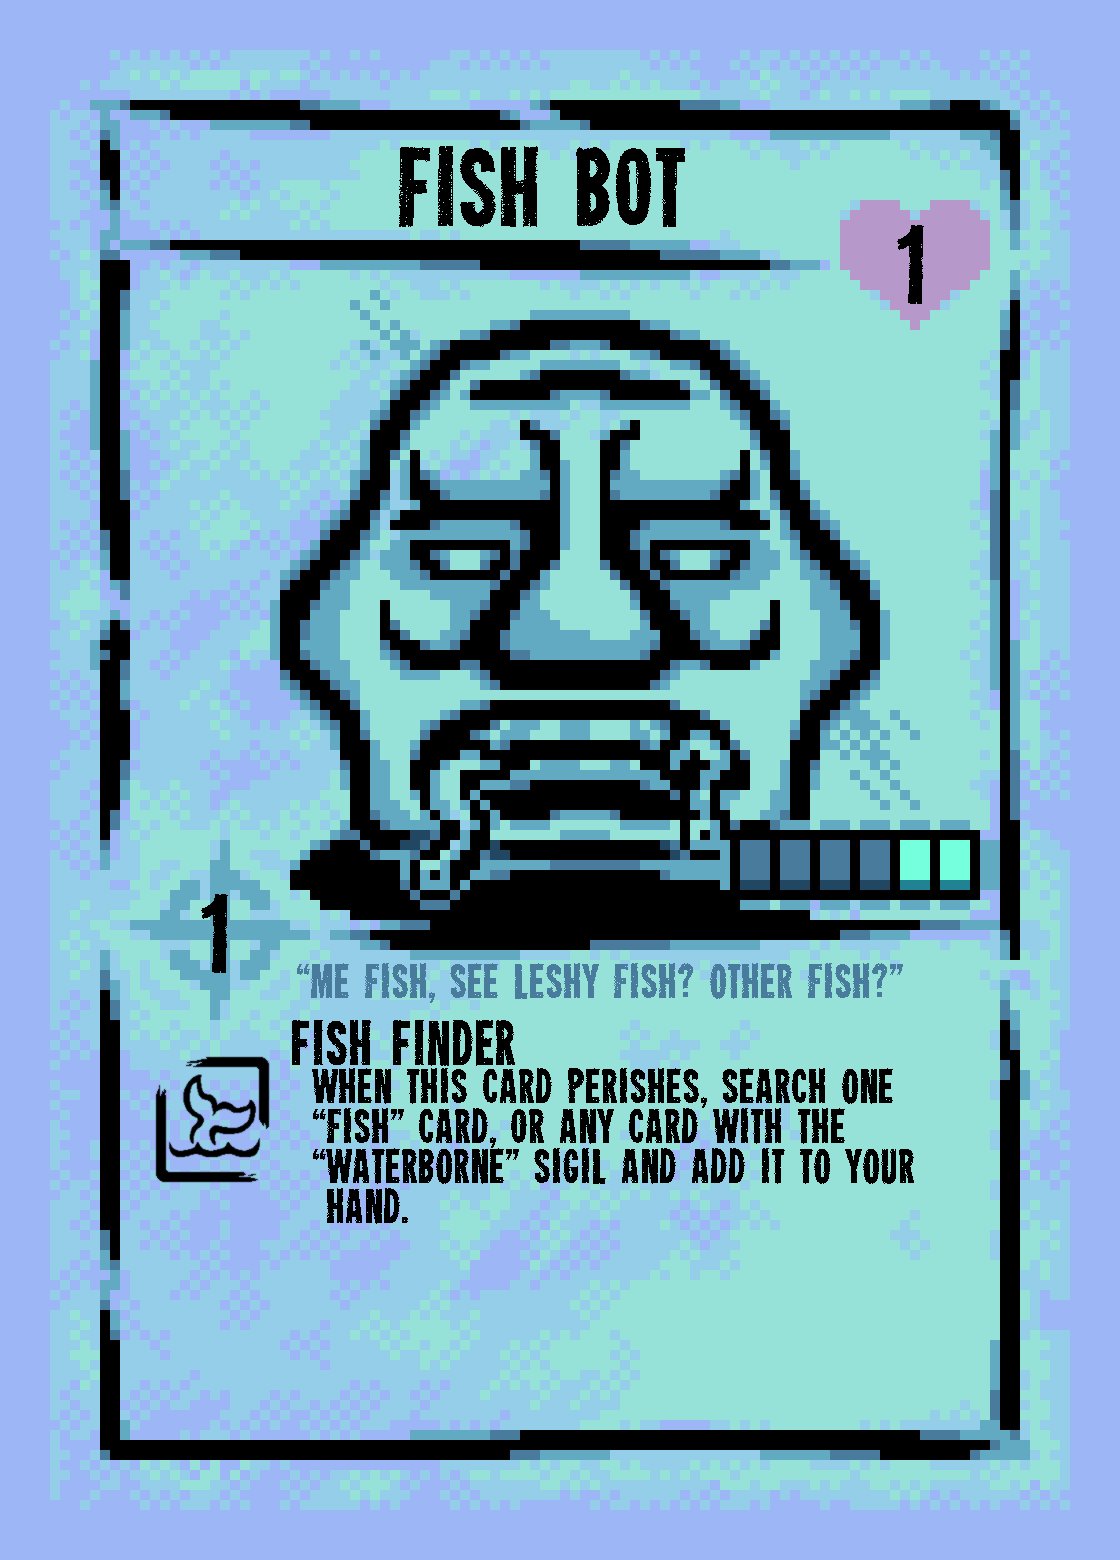 FISH BOT
1
1
“ME FISH, SEE LESHY FISH? OTHER FISH?”
FISH FINDER
WHEN THIS CARD PERISHES, SEARCH ONE
“FISH” CARD, OR ANY CARD WITH THE
“WATERBORNE” SIGIL AND ADD IT TO YOUR
HAND.